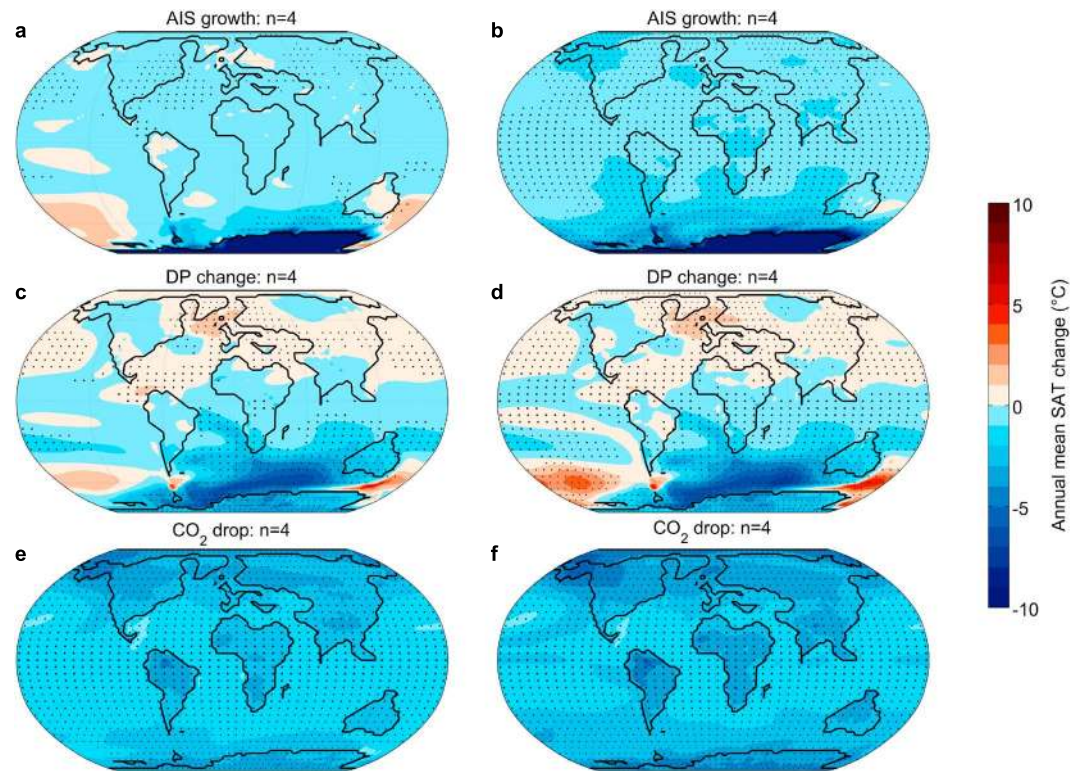 a
AIS growth: n=4
b
AIS growth: n=4
c
DP change: n=4
d
DP change: n=4
e
CO₂ drop: n=4
f
CO₂ drop: n=4
10
5
0
-5
-10
Annual mean SAT change (°C)